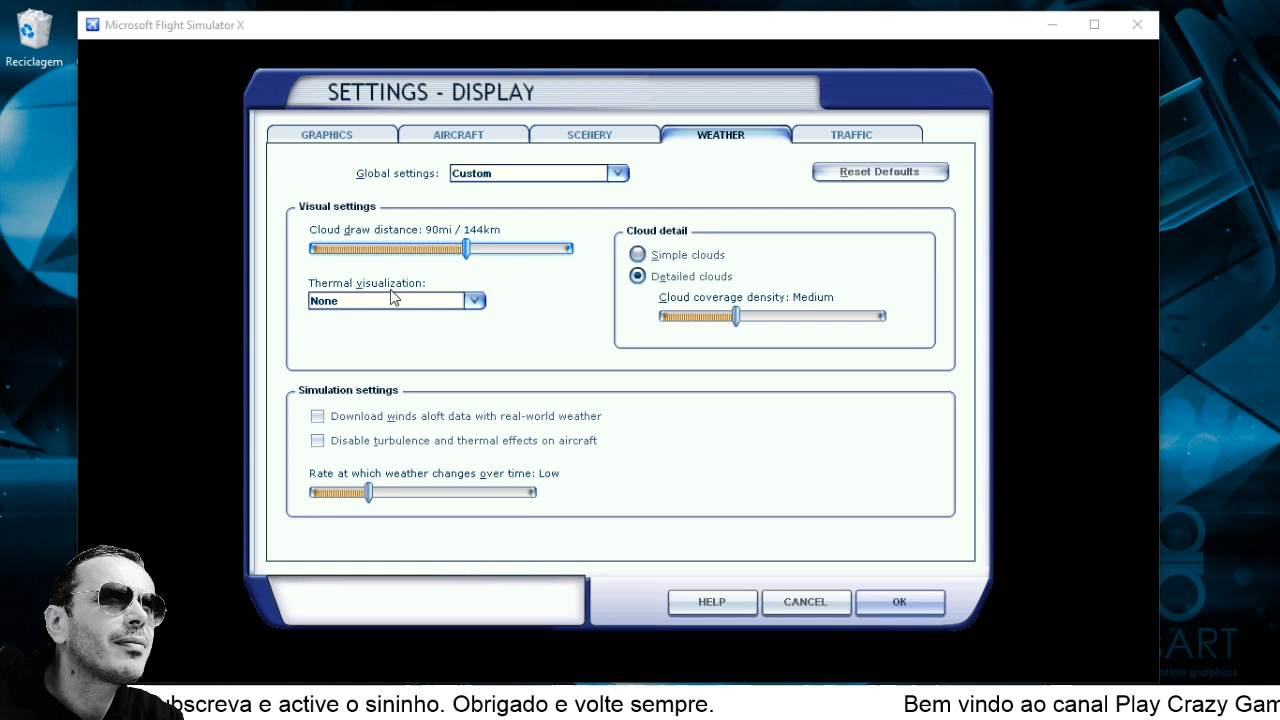 Microsoft Flight Simulator X
Reciclagem
SETTINGS - DISPLAY
GRAPHICS
AIRCRAFT
SCENERY
WEATHER
TRAFFIC
Global settings: Custom
Reset Defaults
Visual settings
Cloud draw distance: 90mi / 144km
Thermal visualization:
None
Cloud detail
Simple clouds
Detailed clouds
Cloud coverage density: Medium
Simulation settings
Download winds aloft data with real-world weather
Disable turbulence and thermal effects on aircraft
Rate at which weather changes over time: Low
HELP
CANCEL
OK
ubscreva e active o sininho. Obrigado e volte sempre. Bem vindo ao canal Play Crazy Gam